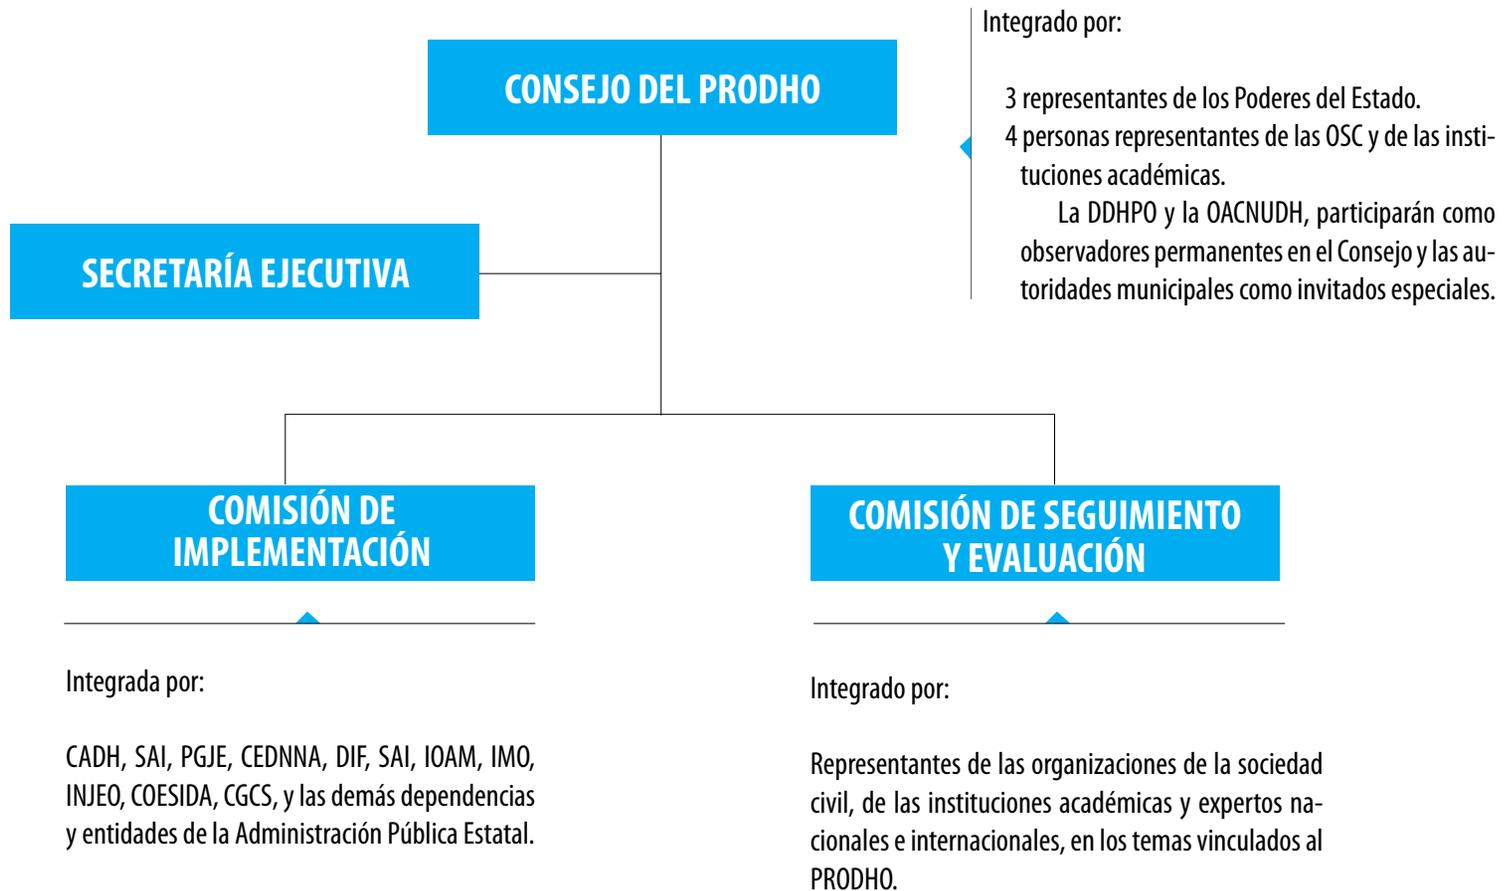 CONSEJO DEL PRODHO
Integrado por:
3 representantes de los Poderes del Estado.
4 personas representantes de las OSC y de las insti-
tuciones académicas.
La DDHPO y la OACNUDH, participarán como
observadores permanentes en el Consejo y las au-
toridades municipales como invitados especiales.
SECRETARÍA EJECUTIVA
COMISIÓN DE
IMPLEMENTACIÓN
Integrada por:
CADH, SAI, PGJE, CEDNNA, DIF, SAI, IOAM, IMO,
INJEO, COESIDA, CGCS, y las demás dependencias
y entidades de la Administración Pública Estatal.
COMISIÓN DE SEGUIMIENTO
Y EVALUACIÓN
Integrado por:
Representantes de las organizaciones de la sociedad
civil, de las instituciones académicas y expertos na-
cionales e internacionales, en los temas vinculados al
PRODHO.